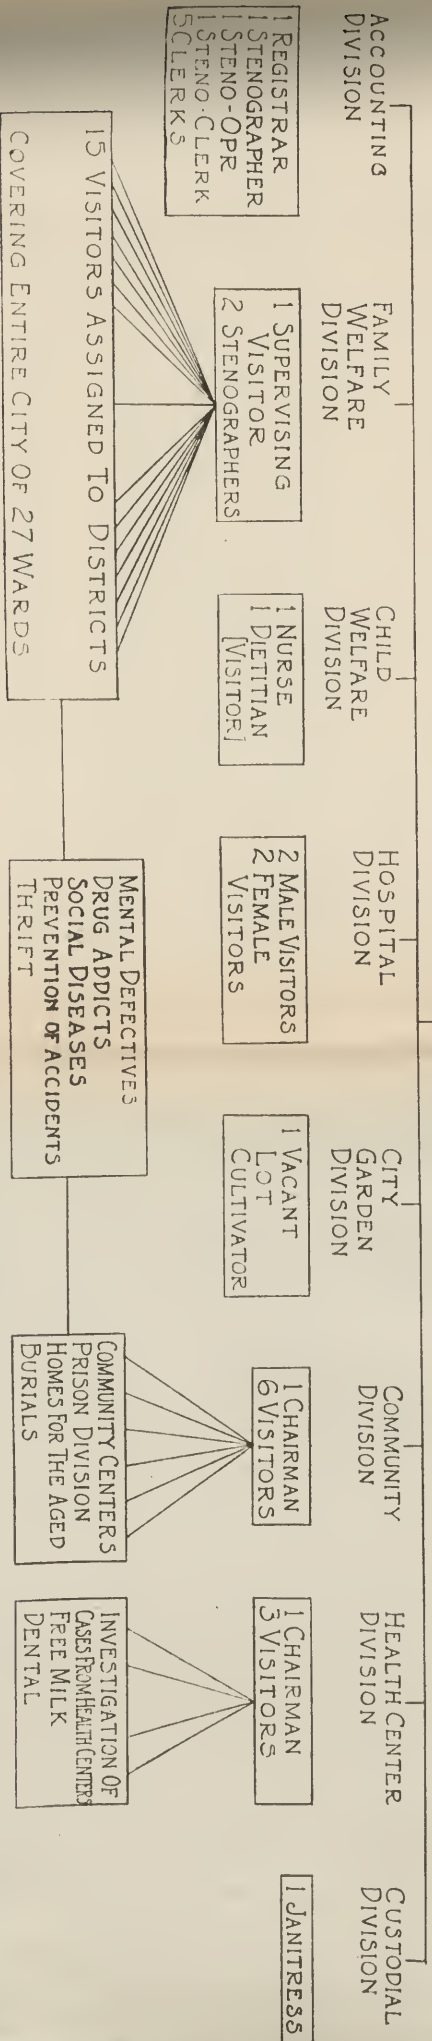 ACCOUNTING
DIVISION
1 REGISTRAR
1 STENOGRAPHER
1 STENO-OPR
1 STENO-CLERK
5 CLERKS
FAMILY
WELFARE
DIVISION
1 SUPERVISING
VISITOR
2 STENOGRAPHERS
15 VISITORS ASSIGNED TO DISTRICTS
COVERING ENTIRE CITY OF 27 WARDS
CHILD
WELFARE
DIVISION
1 NURSE
1 DIETITIAN
[VISITOR]
HOSPITAL
DIVISION
2 MALE VISITORS
2 FEMALE
VISITORS
MENTAL DEFECTIVES
DRUG ADDICTS
SOCIAL DISEASES
PREVENTION OF ACCIDENTS
THRIFT
CITY
GARDEN
DIVISION
1 VACANT
LOT
CULTIVATOR
COMMUNITY
DIVISION
1 CHAIRMAN
6 VISITORS
COMMUNITY CENTERS
PRISON DIVISION
HOMES FOR THE AGED
BURIALS
HEALTH CENTER
DIVISION
1 CHAIRMAN
3 VISITORS
INVESTIGATION OF
CASES FROM HEALTH CENTERS
FREE MILK
DENTAL
CUSTODIAL
DIVISION
1 JANITRESS